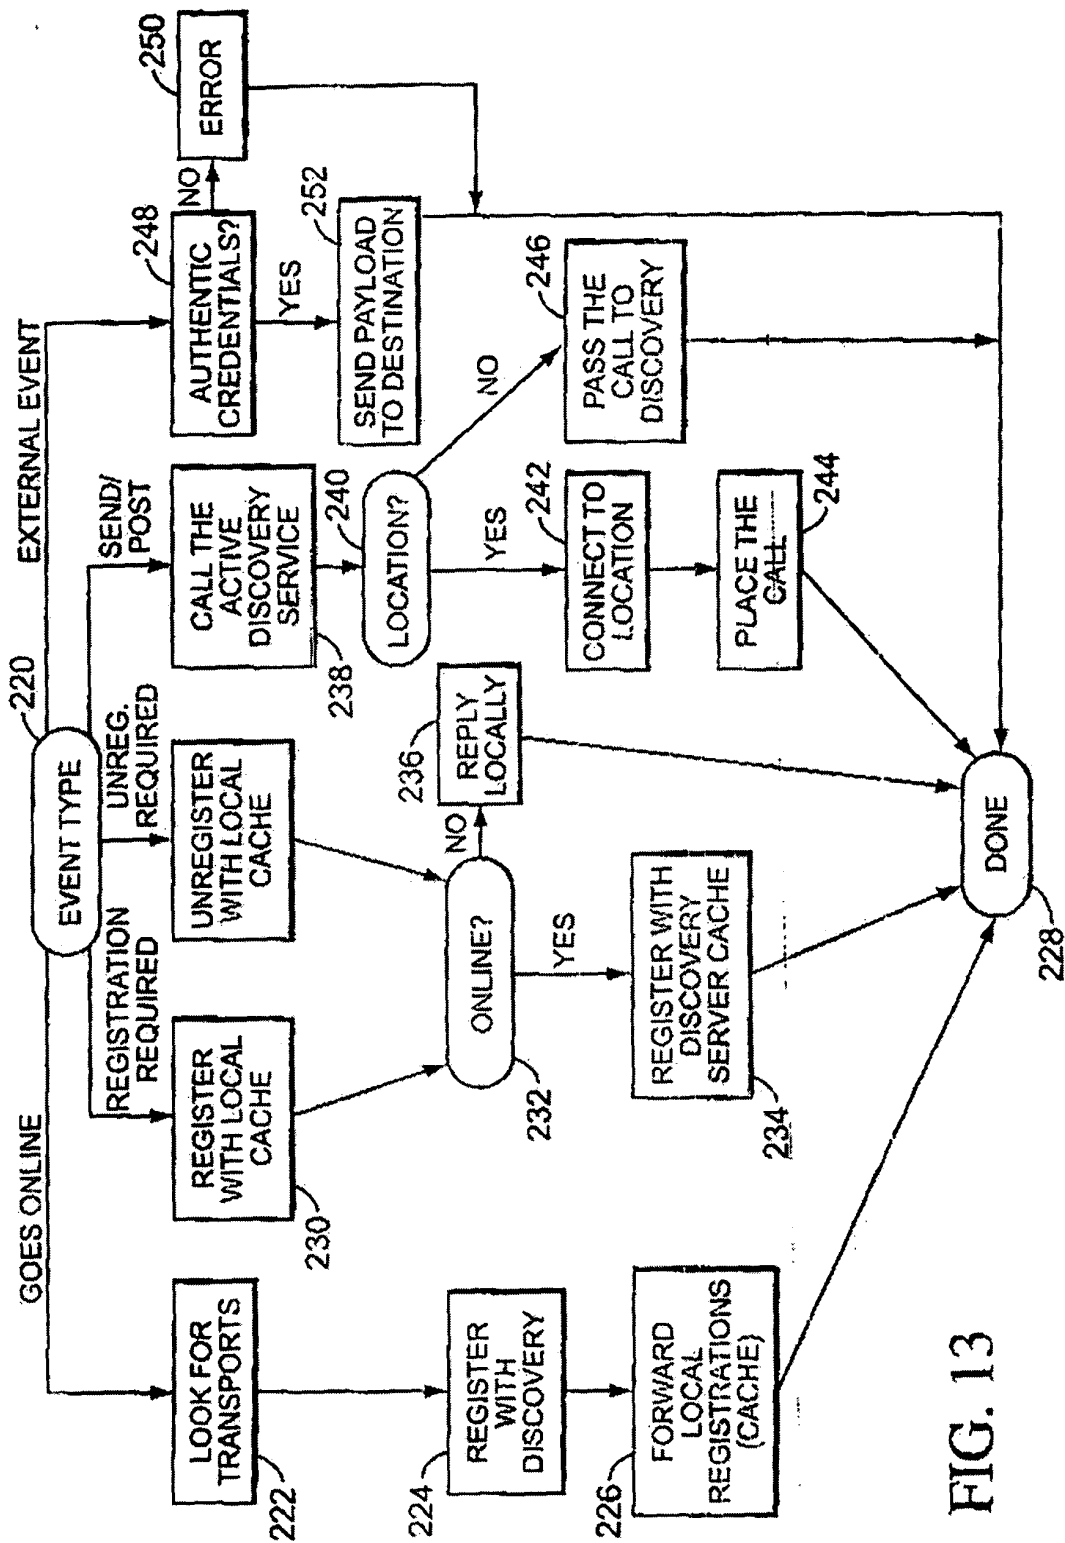 220
EVENT TYPE
GOES ONLINE
REGISTRATION
REQUIRED
UNREG.
REQUIRED
SEND/
POST
EXTERNAL EVENT
LOOK FOR
TRANSPORTS
222
REGISTER
WITH
DISCOVERY
224
FORWARD
LOCAL
REGISTRATIONS
(CACHE)
226
REGISTER
WITH LOCAL
CACHE
230
UNREGISTER
WITH LOCAL
CACHE
ONLINE?
232
NO
REPLY
LOCALLY
236
YES
REGISTER WITH
DISCOVERY
SERVER CACHE
234
CALL THE
ACTIVE
DISCOVERY
SERVICE
238
LOCATION?
240
YES
NO
CONNECT TO
LOCATION
242
PLACE THE
CALL
244
PASS THE
CALL TO
DISCOVERY
246
AUTHENTIC
CREDENTIALS?
248
NO
ERROR
250
YES
SEND PAYLOAD
TO DESTINATION
252
DONE
228
FIG. 13